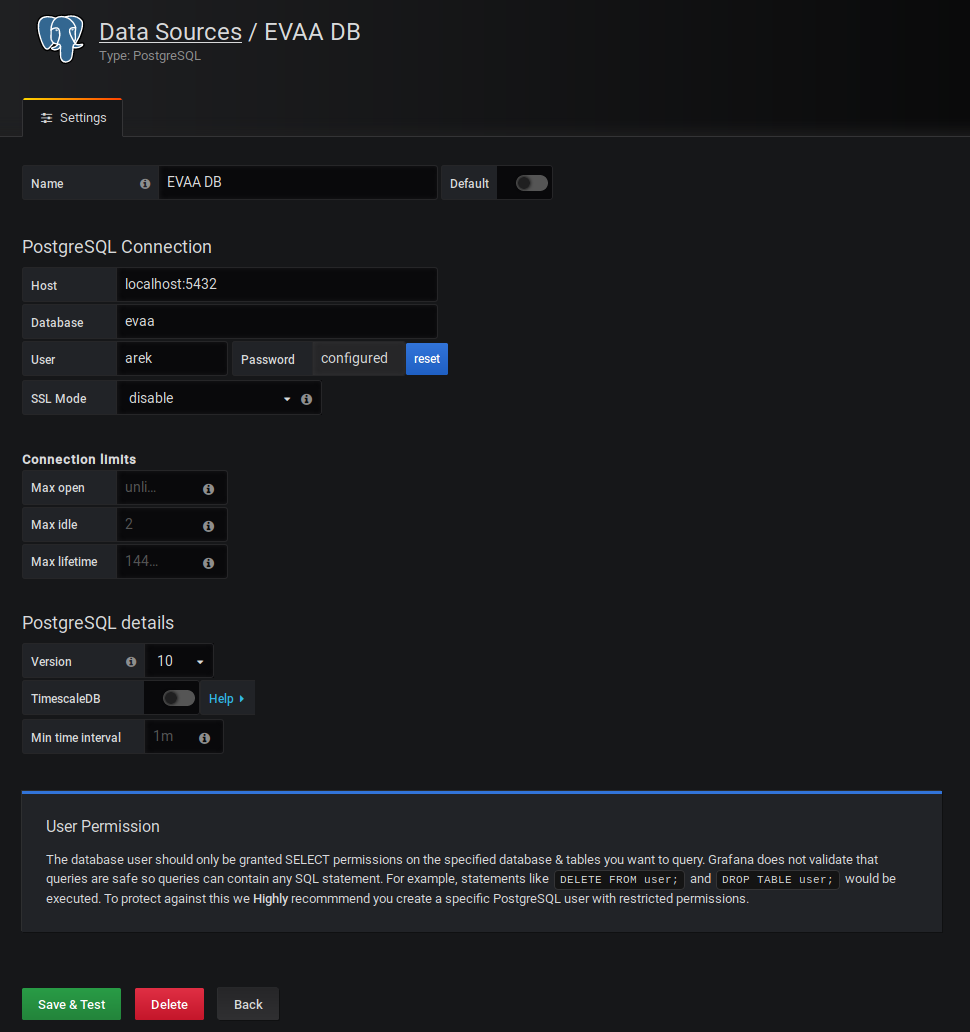 Data Sources / EVAA DB
Type: PostgreSQL
Settings
Name EVAA DB Default
PostgreSQL Connection
Host localhost:5432
Database evaa
User arek Password configured reset
SSL Mode disable
Connection limits
Max open unli...
Max idle 2
Max lifetime 144...
PostgreSQL details
Version 10
TimescaleDB Help
Min time interval 1m
User Permission
The database user should only be granted SELECT permissions on the specified database & tables you want to query. Grafana does not validate that
queries are safe so queries can contain any SQL statement. For example, statements like DELETE FROM user; and DROP TABLE user; would be
executed. To protect against this we Highly recommmend you create a specific PostgreSQL user with restricted permissions.
Save & Test Delete Back